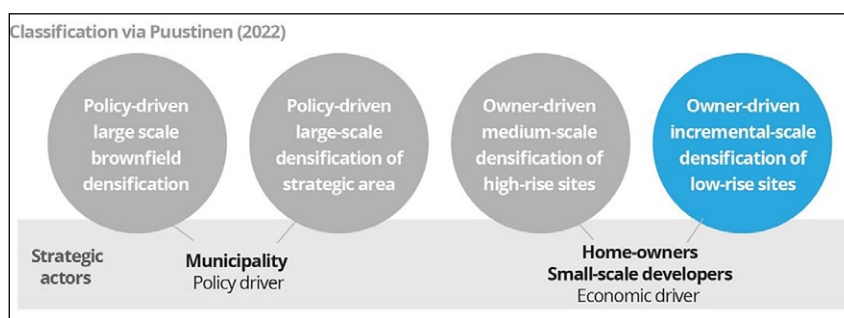 Classification via Puustinen (2022)
Policy-driven
large scale
brownfield
densification
Policy-driven
large-scale
densification of
strategic area
Owner-driven
medium-scale
densification of
high-rise sites
Owner-driven
incremental-scale
densification of
low-rise sites
Strategic
actors
Municipality
Policy driver
Home-owners
Small-scale developers
Economic driver